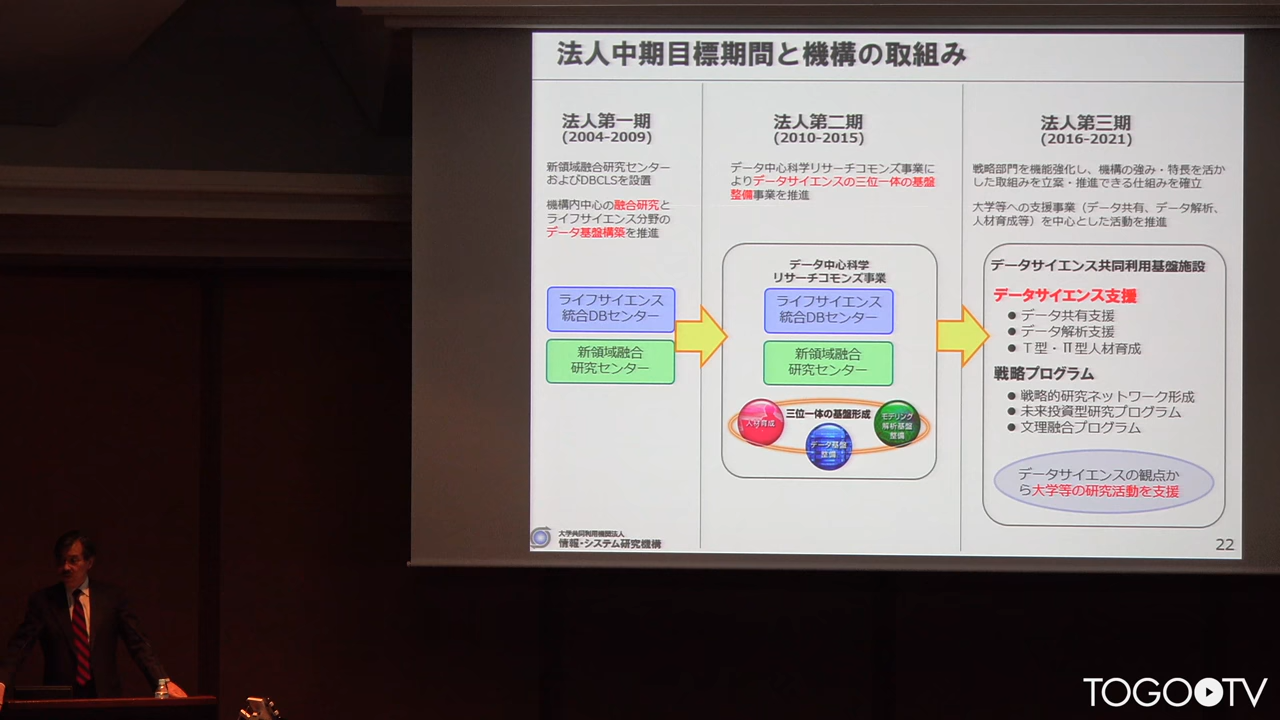 法人中期目標期間と機構の取組み
法人第一期
(2004-2009)
新領域融合研究センター
およびDBCLSを設置
機構内中心の融合研究と
ライフサイエンス分野の
データ基盤構築を推進
ライフサイエンス
統合DBセンター
新領域融合
研究センター
法人第二期
(2010-2015)
データ中心科学リサーチコモンズ事業に
よりデータサイエンスの三位一体の基盤
整備事業を推進
データ中心科学
リサーチコモンズ事業
ライフサイエンス
統合DBセンター
新領域融合
研究センター
三位一体の基盤形成
人材育成
データ基盤
整備
モデリング
解析基盤
整備
法人第三期
(2016-2021)
戦略部門を機能強化し、機構の強み・特長を活か
した取組みを立案・推進できる仕組みを確立
大学等への支援事業（データ共有、データ解析、
人材育成等）を中心とした活動を推進
データサイエンス共同利用基盤施設
データサイエンス支援
● データ共有支援
● データ解析支援
● T型・Π型人材育成
戦略プログラム
● 戦略的研究ネットワーク形成
● 未来投資型研究プログラム
● 文理融合プログラム
データサイエンスの観点か
ら大学等の研究活動を支援
大学共同利用機関法人
情報・システム研究機構
22
TOGOTV